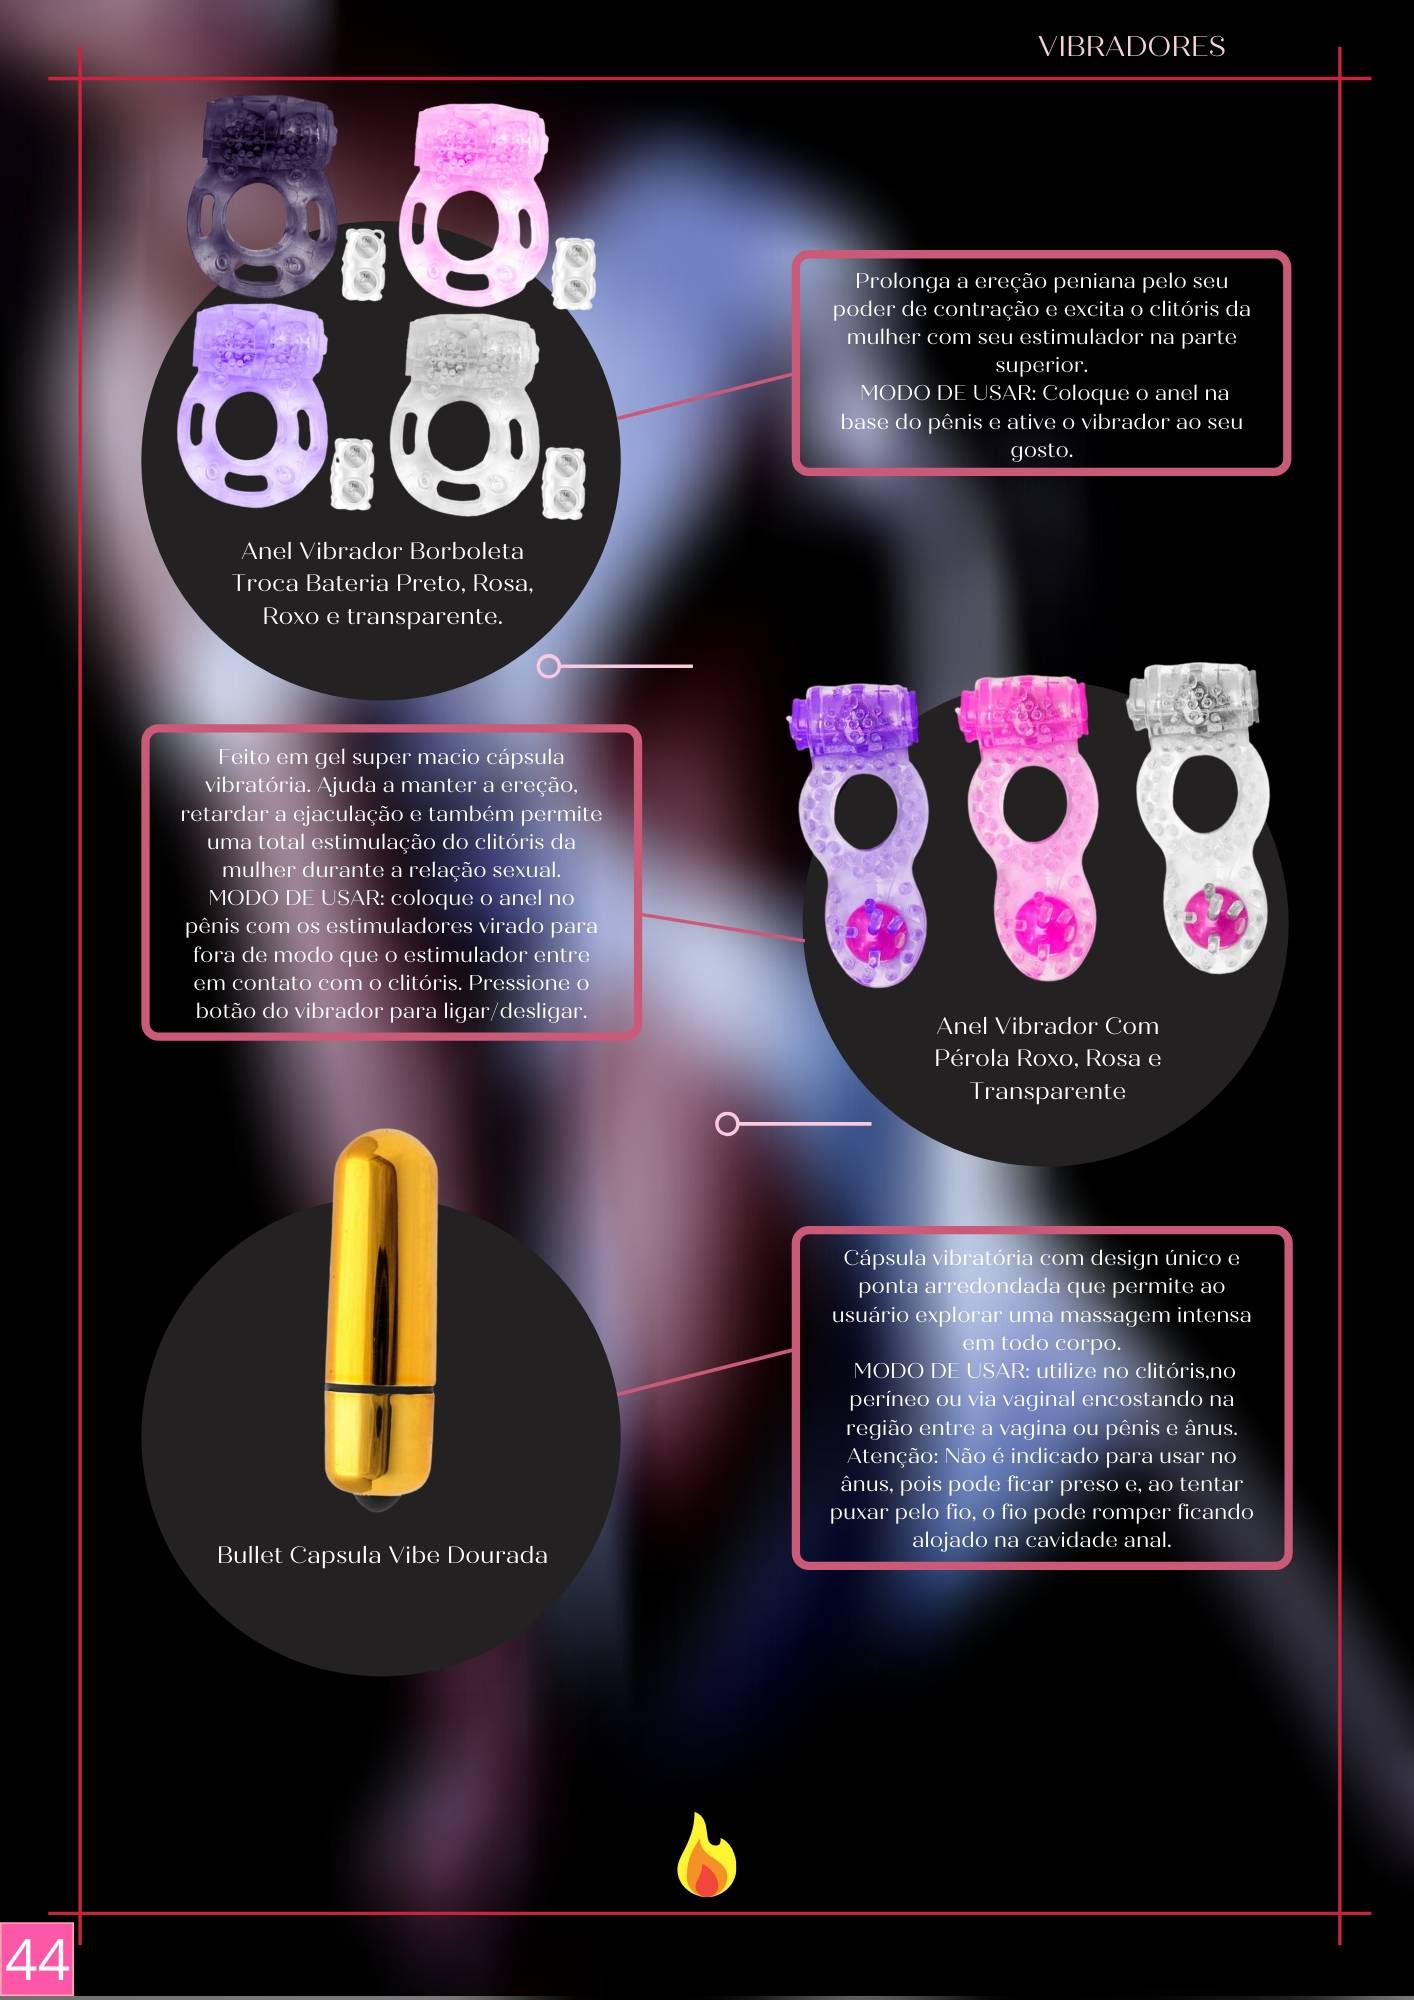 VIBRADORES
Prolonga a ereção peniana pelo seu
poder de contração e excita o clitóris da
mulher com seu estimulador na parte
superior.
MODO DE USAR: Coloque o anel na
base do pênis e ative o vibrador ao seu
gosto.
Anel Vibrador Borboleta
Troca Bateria Preto, Rosa,
Roxo e transparente.
Feito em gel super macio cápsula
vibratória. Ajuda a manter a ereção,
retardar a ejaculação e também permite
uma total estimulação do clitóris da
mulher durante a relação sexual.
MODO DE USAR: coloque o anel no
pênis com os estimuladores virado para
fora de modo que o estimulador entre
em contato com o clitóris. Pressione o
botão do vibrador para ligar/desligar.
Anel Vibrador Com
Pérola Roxo, Rosa e
Transparente
Cápsula vibratória com design único e
ponta arredondada que permite ao
usuário explorar uma massagem intensa
em todo corpo.
MODO DE USAR: utilize no clitóris,no
períneo ou via vaginal encostando na
região entre a vagina ou pênis e ânus.
Atenção: Não é indicado para usar no
ânus, pois pode ficar preso e, ao tentar
puxar pelo fio, o fio pode romper ficando
alojado na cavidade anal.
Bullet Capsula Vibe Dourada
44